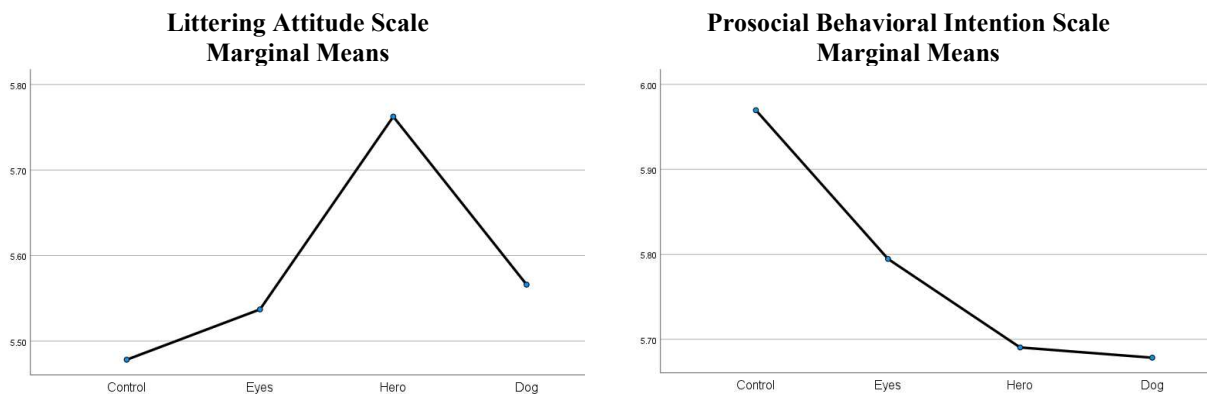 Littering Attitude Scale
Marginal Means
5.80
5.70
5.60
5.50
Control Eyes Hero Dog
Prosocial Behavioral Intention Scale
Marginal Means
6.00
5.90
5.80
5.70
Control Eyes Hero Dog